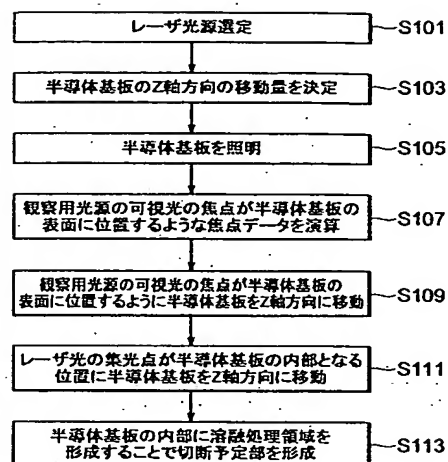 レーザ光源選定
S101
半導体基板のZ軸方向の移動量を決定
S103
半導体基板を照明
S105
観察用光源の可視光の焦点が半導体基板の
表面に位置するような焦点データを演算
S107
観察用光源の可視光の焦点が半導体基板の
表面に位置するように半導体基板をZ軸方向に移動
S109
レーザ光の集光点が半導体基板の内部となる
位置に半導体基板をZ軸方向に移動
S111
半導体基板の内部に溶融処理領域を
形成することで切断予定部を形成
S113